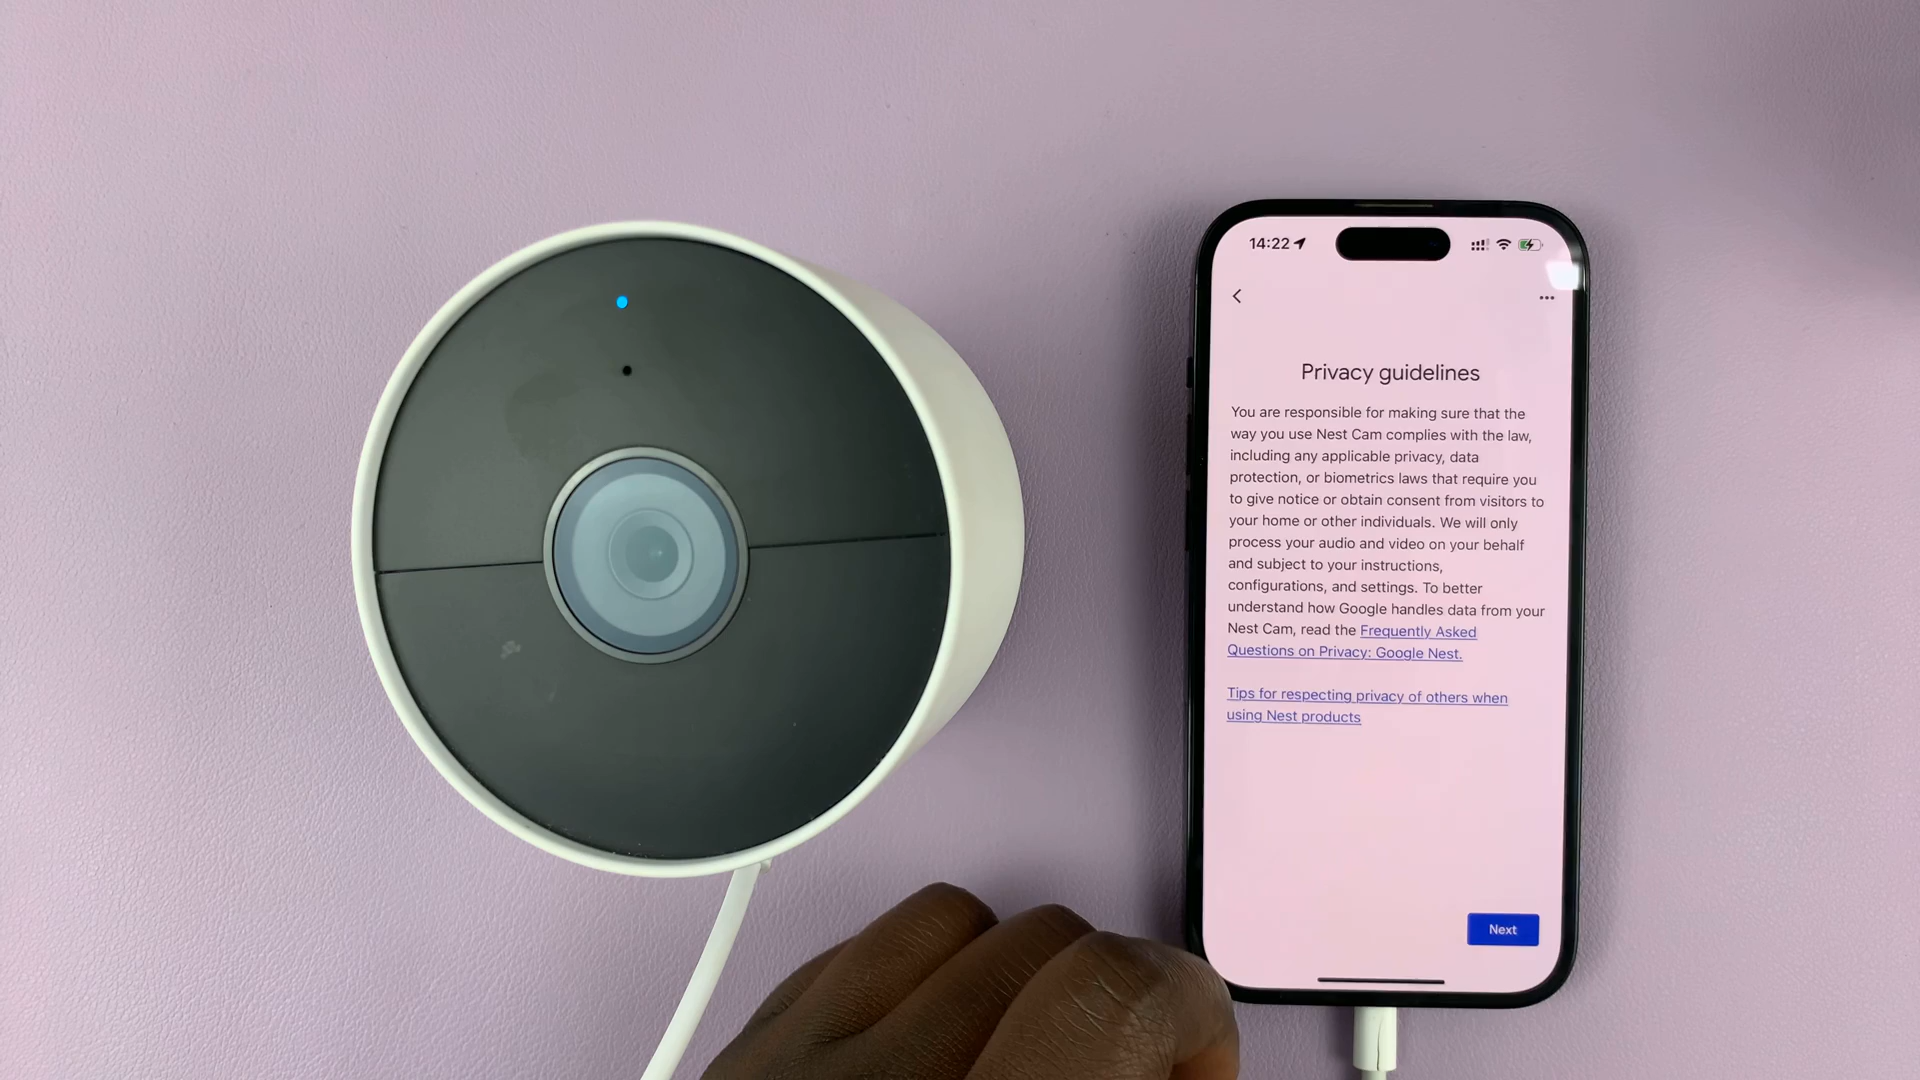 14:22
Privacy guidelines
You are responsible for making sure that the
way you use Nest Cam complies with the law,
including any applicable privacy, data
protection, or biometrics laws that require you
to give notice or obtain consent from visitors to
your home or other individuals. We will only
process your audio and video on your behalf
and subject to your instructions,
configurations, and settings. To better
understand how Google handles data from your
Nest Cam, read the Frequently Asked
Questions on Privacy: Google Nest.
Tips for respecting privacy of others when
using Nest products
Next